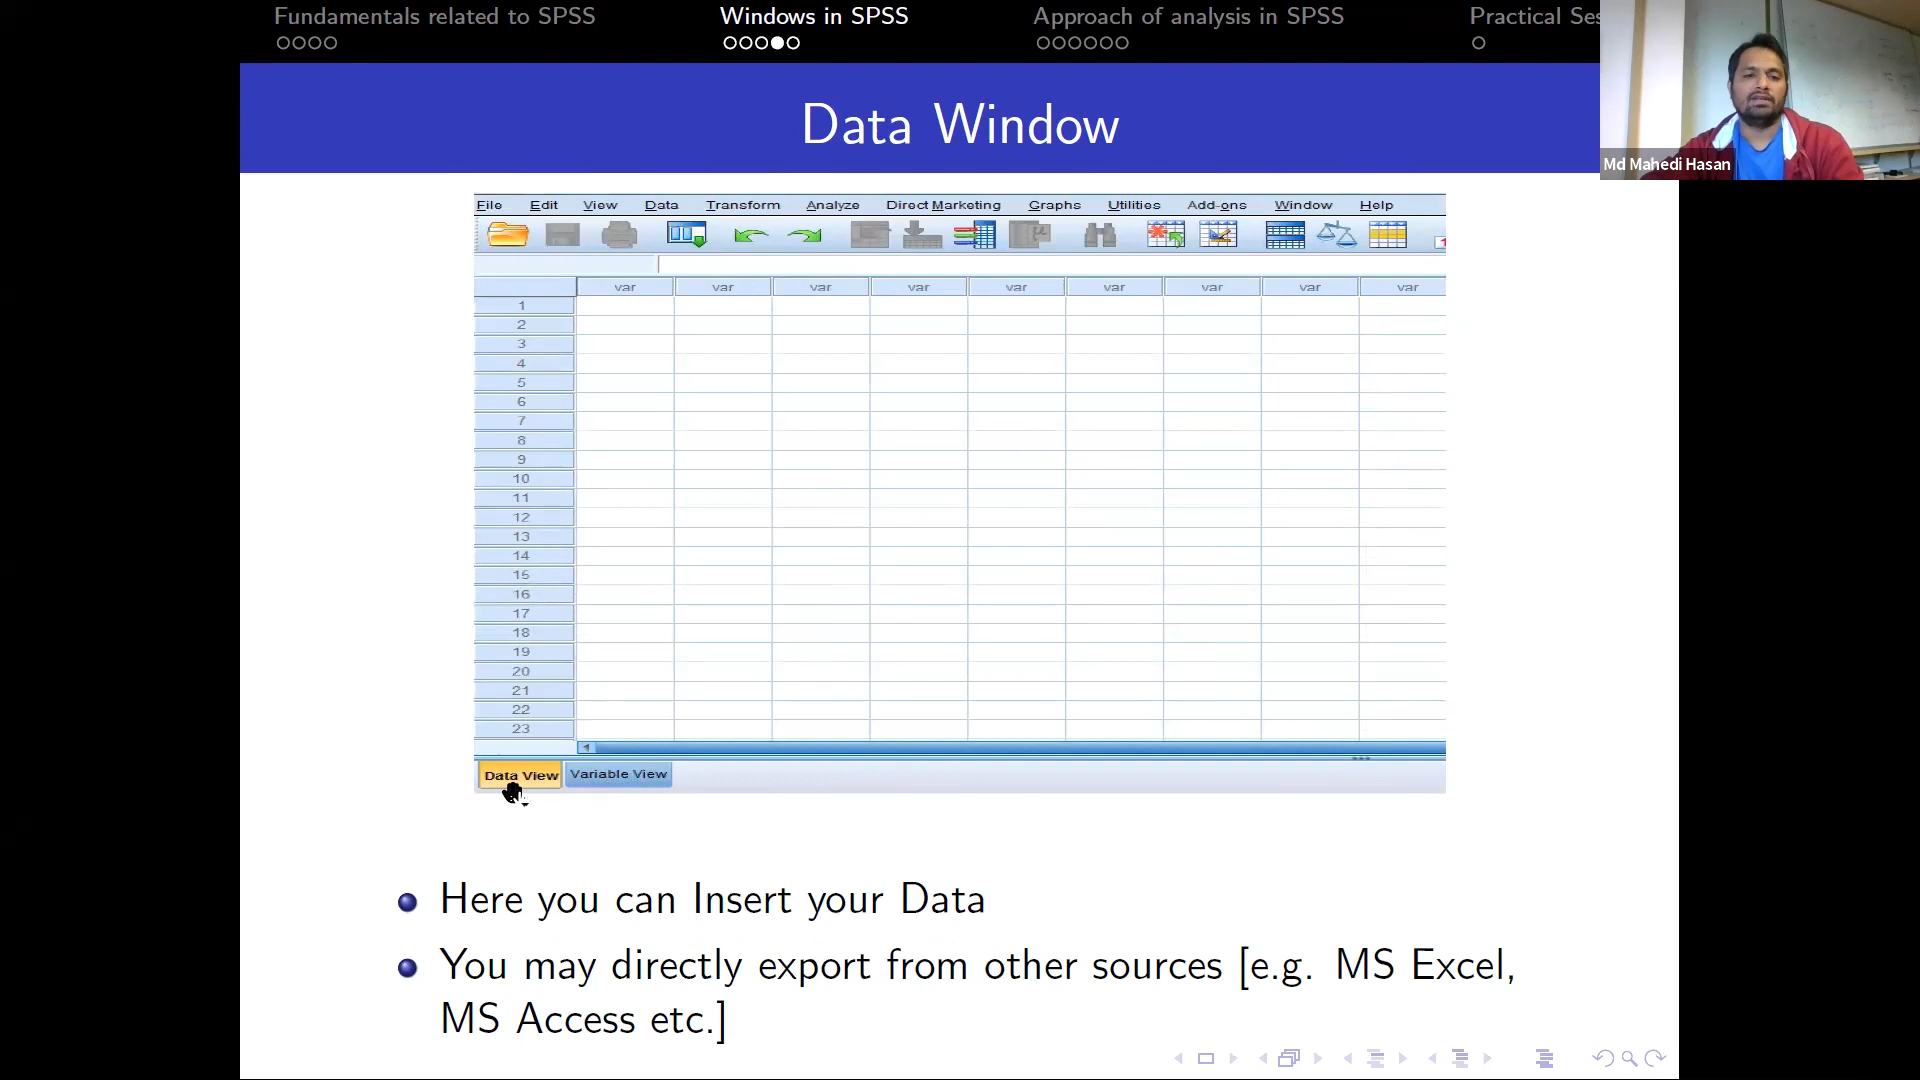 Fundamentals related to SPSS Windows in SPSS Approach of analysis in SPSS Practical Ses
Md Mahedi Hasan
Data Window
File Edit View Data Transform Analyze Direct Marketing Graphs Utilities Add-ons Window Help
var var var var var var var var var
1
2
3
4
5
6
7
8
9
10
11
12
13
14
15
16
17
18
19
20
21
22
23
Data View Variable View
Here you can Insert your Data
You may directly export from other sources [e.g. MS Excel,
MS Access etc.]